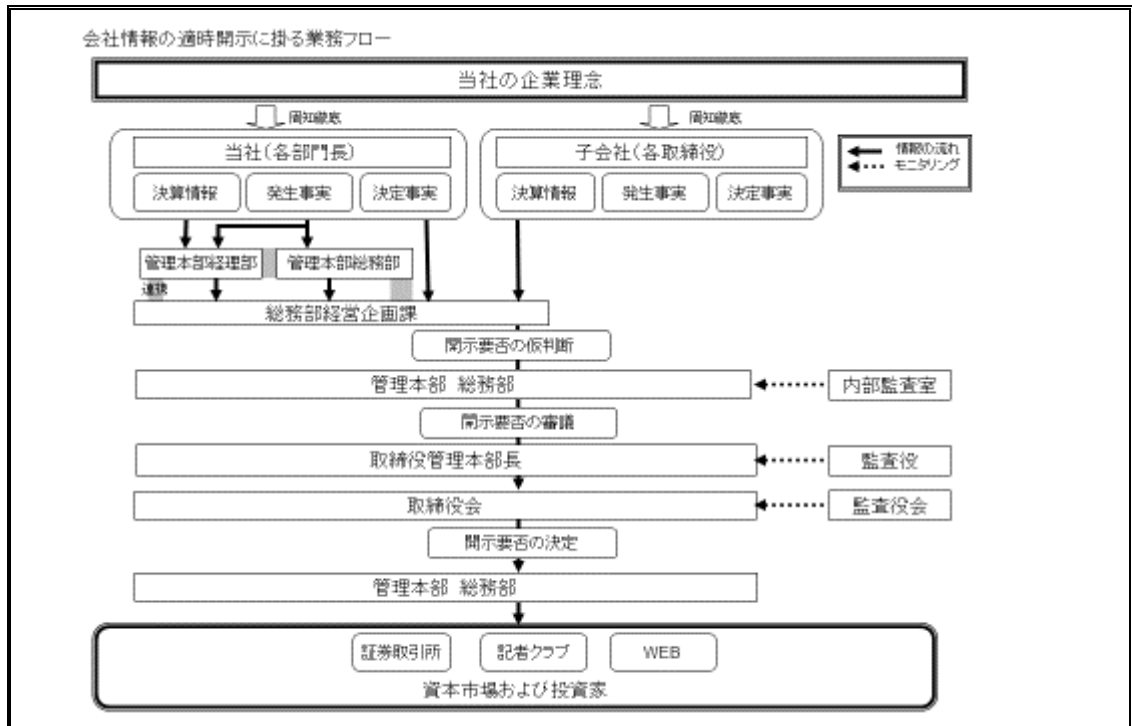 会社情報の適時開示に掛る業務フロー
当社の企業理念
周知徹底
周知徹底
当社(各部門長)
子会社(各取締役)
情報の流れ
モニタリング
決算情報
発生事実
決定事実
決算情報
発生事実
決定事実
管理本部経理部
管理本部総務部
連携
総務部経営企画課
開示要否の仮判断
管理本部 総務部
内部監査室
開示要否の審議
取締役管理本部長
監査役
取締役会
監査役会
開示要否の決定
管理本部 総務部
証券取引所
記者クラブ
WEB
資本市場および投資家